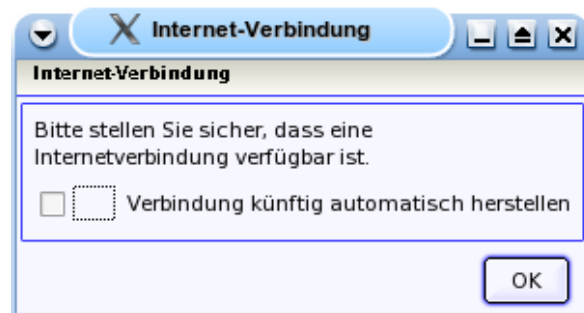 Internet-Verbindung
Internet-Verbindung
Bitte stellen Sie sicher, dass eine
Internetverbindung verfügbar ist.
Verbindung künftig automatisch herstellen
OK